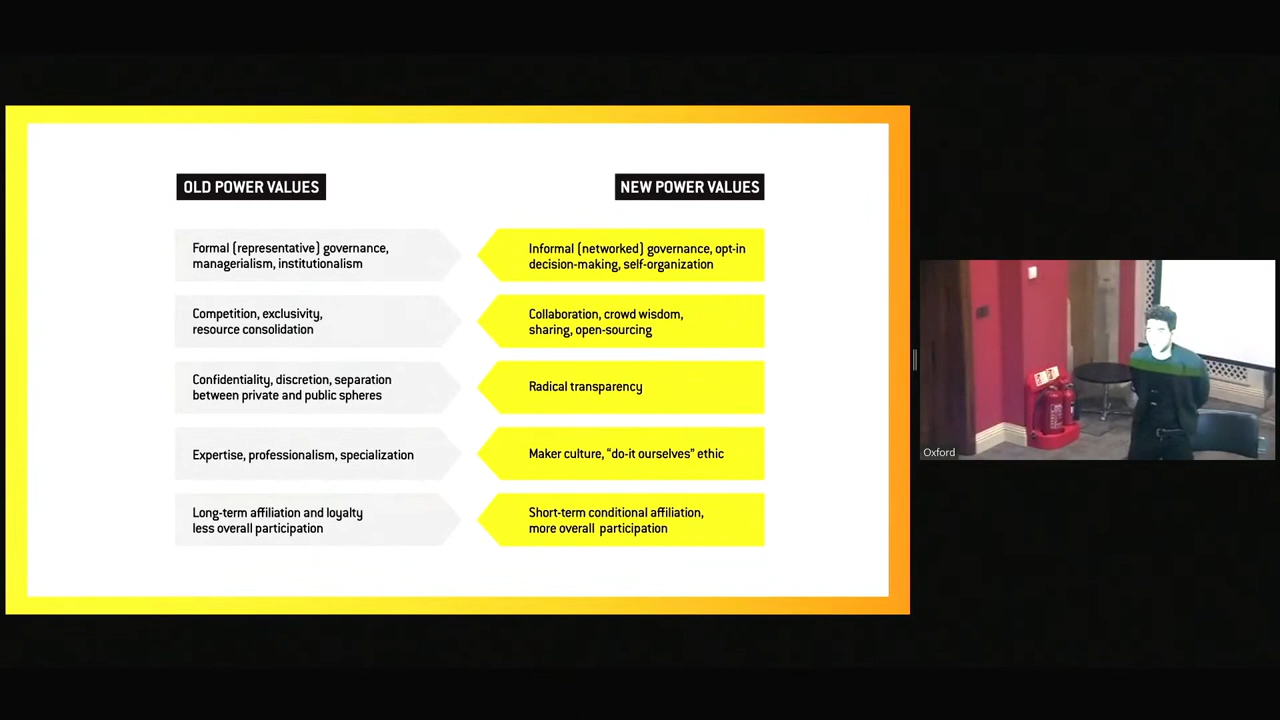 OLD POWER VALUES
NEW POWER VALUES
Formal (representative) governance,
managerialism, institutionalism
Informal (networked) governance, opt-in
decision-making, self-organization
Competition, exclusivity,
resource consolidation
Collaboration, crowd wisdom,
sharing, open-sourcing
Confidentiality, discretion, separation
between private and public spheres
Radical transparency
Expertise, professionalism, specialization
Maker culture, “do-it ourselves” ethic
Long-term affiliation and loyalty
less overall participation
Short-term conditional affiliation,
more overall participation
Oxford